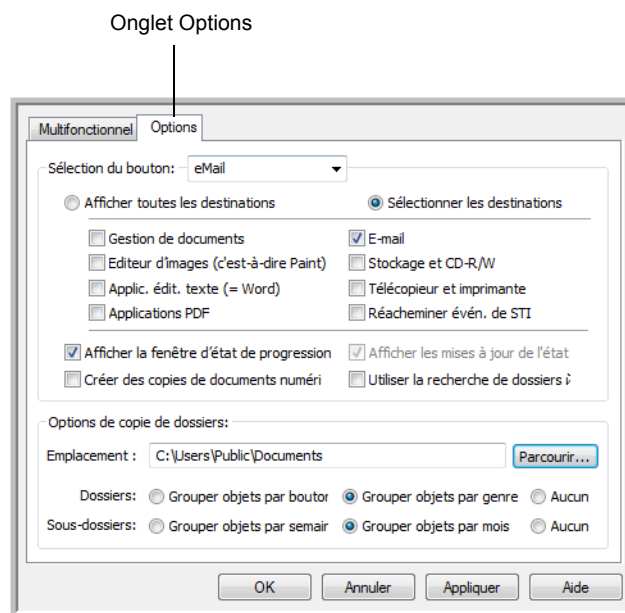 Onglet Options
Multifonctionnel Options
Sélection du bouton: eMail
Afficher toutes les destinations Sélectionner les destinations
Gestion de documents E-mail
Editeur d'images (c'est-à-dire Paint) Stockage et CD-R/W
Applic. édit. texte (= Word) Télécopieur et imprimante
Applications PDF Réacheminer évén. de STI
Afficher la fenêtre d'état de progression Afficher les mises à jour de l'état
Créer des copies de documents numéri Utiliser la recherche de dossiers
Options de copie de dossiers:
Emplacement : C:\Users\Public\Documents Parcourir...
Dossiers: Grouper objets par bouton Grouper objets par genre Aucun
Sous-dossiers: Grouper objets par semair Grouper objets par mois Aucun
OK Annuler Appliquer Aide